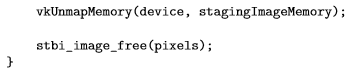 vkUnmapMemory(device, stagingImageMemory);
stbi_image_free(pixels);
}